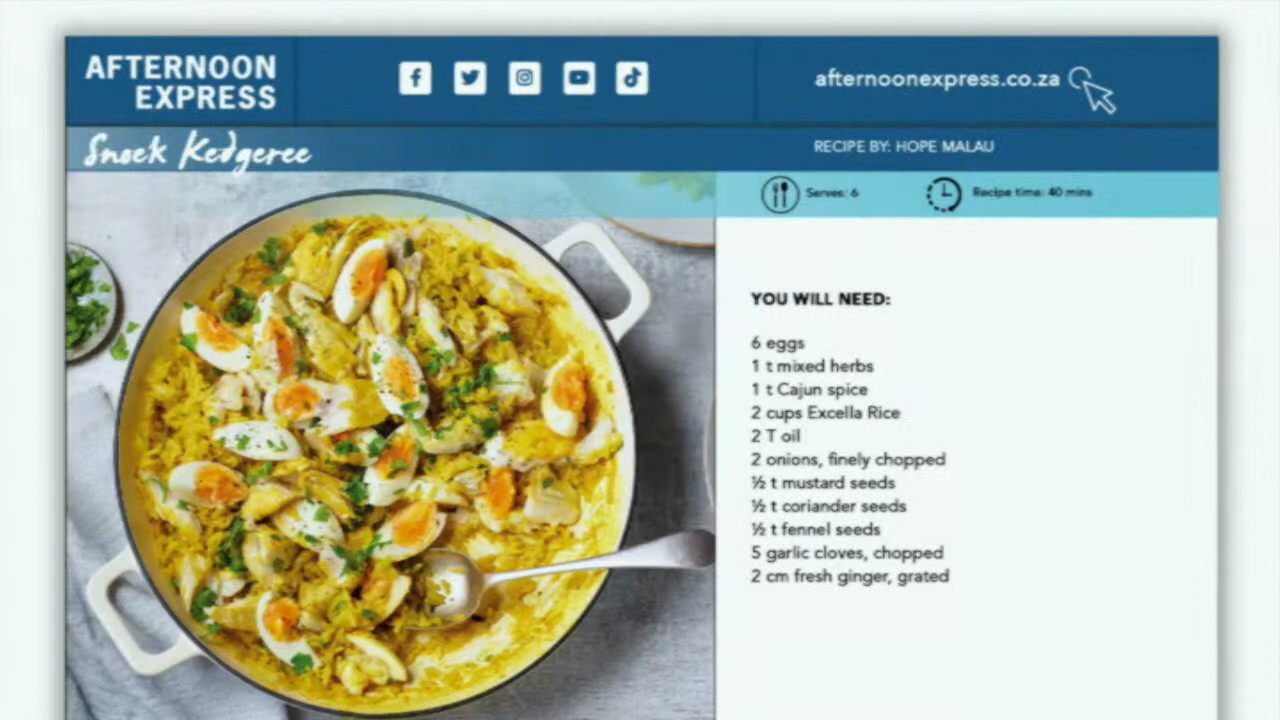 AFTERNOON
EXPRESS
afternoonexpress.co.za
Snoek Kedgeree
RECIPE BY: HOPE MALAU
Serves: 6
Recipe time: 40 mins
YOU WILL NEED:
6 eggs
1 t mixed herbs
1 t Cajun spice
2 cups Excella Rice
2 T oil
2 onions, finely chopped
½ t mustard seeds
½ t coriander seeds
½ t fennel seeds
5 garlic cloves, chopped
2 cm fresh ginger, grated